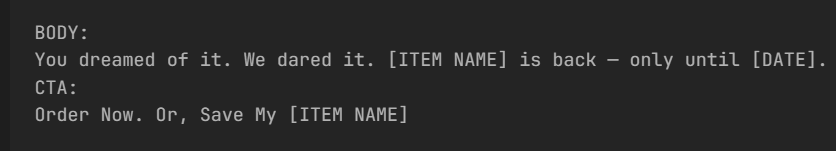 BODY:
You dreamed of it. We dared it. [ITEM NAME] is back — only until [DATE].
CTA:
Order Now. Or, Save My [ITEM NAME]